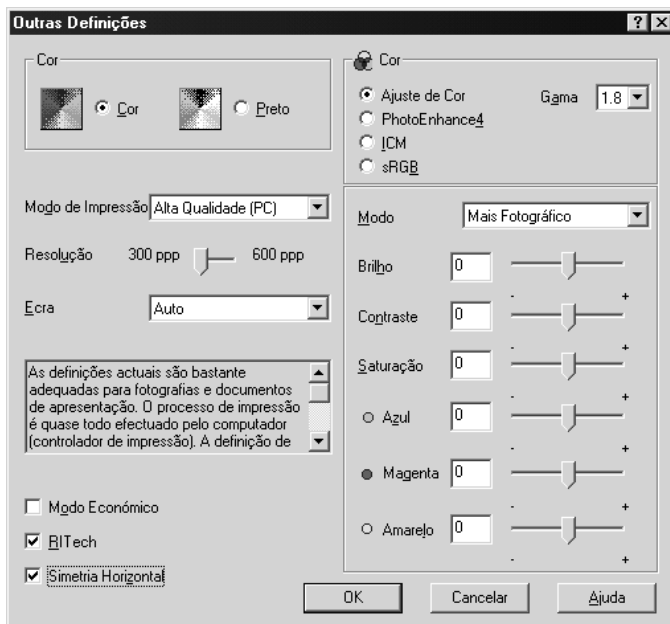 Outras Definições
Cor
Cor
Preto
Modo de Impressão Alta Qualidade (PC)
Resolução 300 ppp 600 ppp
Ecra Auto
As definições actuais são bastante
adequadas para fotografias e documentos
de apresentação. O processo de impressão
é quase todo efectuado pelo computador
(controlador de impressão). A definição de
Modo Económico
RITech
Simetria Horizontal
Cor
Ajuste de Cor
Gama 1.8
PhotoEnhance4
ICM
sRGB
Modo Mais Fotográfico
Brilho 0
- +
Contraste 0
- +
Saturação 0
- +
Azul 0
- +
Magenta 0
- +
Amarelo 0
- +
OK Cancelar Ajuda